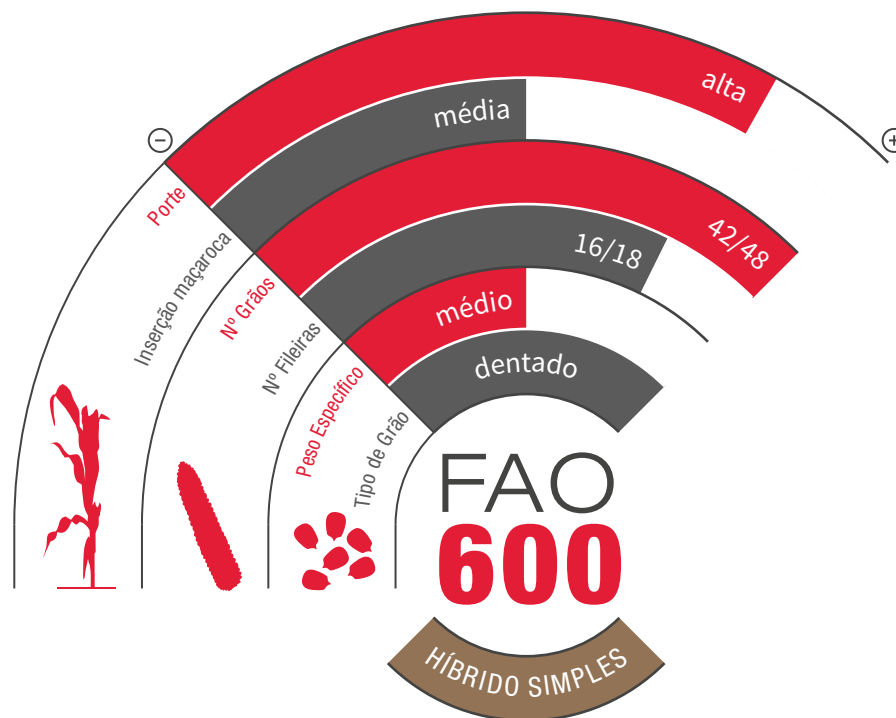 −
+
Porte
alta
Inserção maçaroca
média
Nº Grãos
42/48
Nº Fileiras
16/18
Peso Específico
médio
Tipo de Grão
dentado
FAO
600
HÍBRIDO SIMPLES